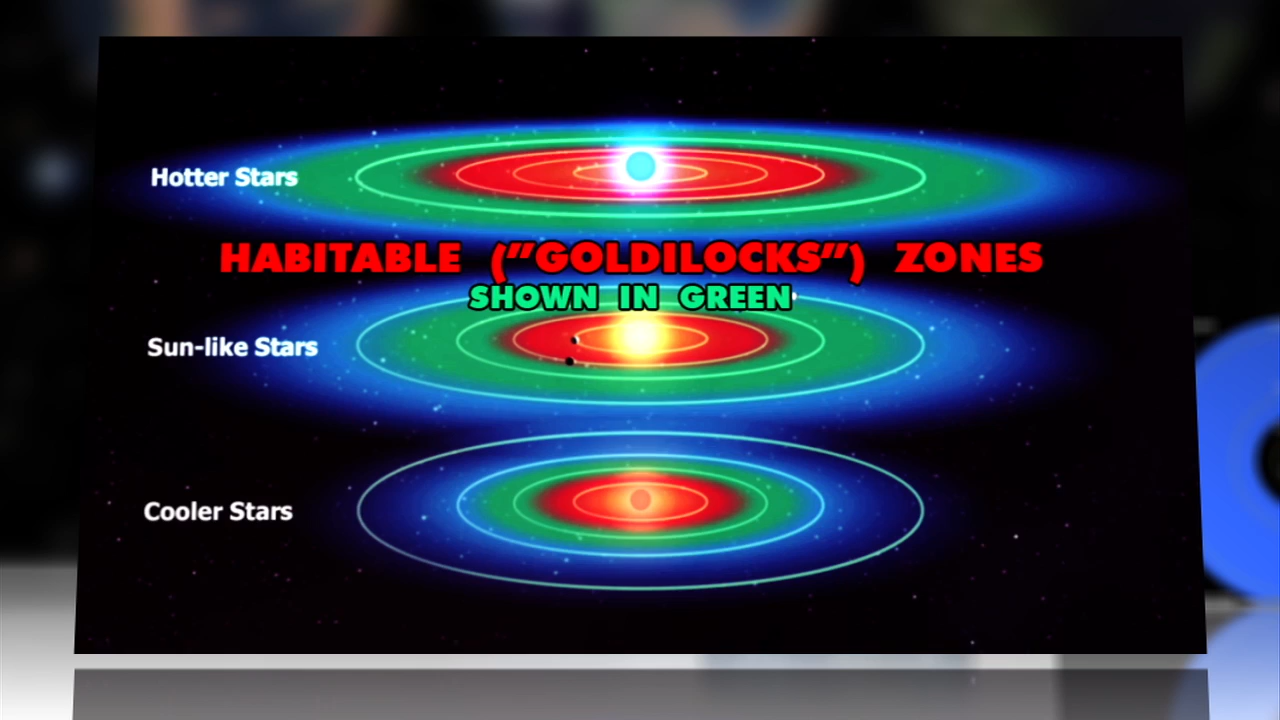 Hotter Stars
HABITABLE ("GOLDILOCKS") ZONES
SHOWN IN GREEN
Sun-like Stars
Cooler Stars